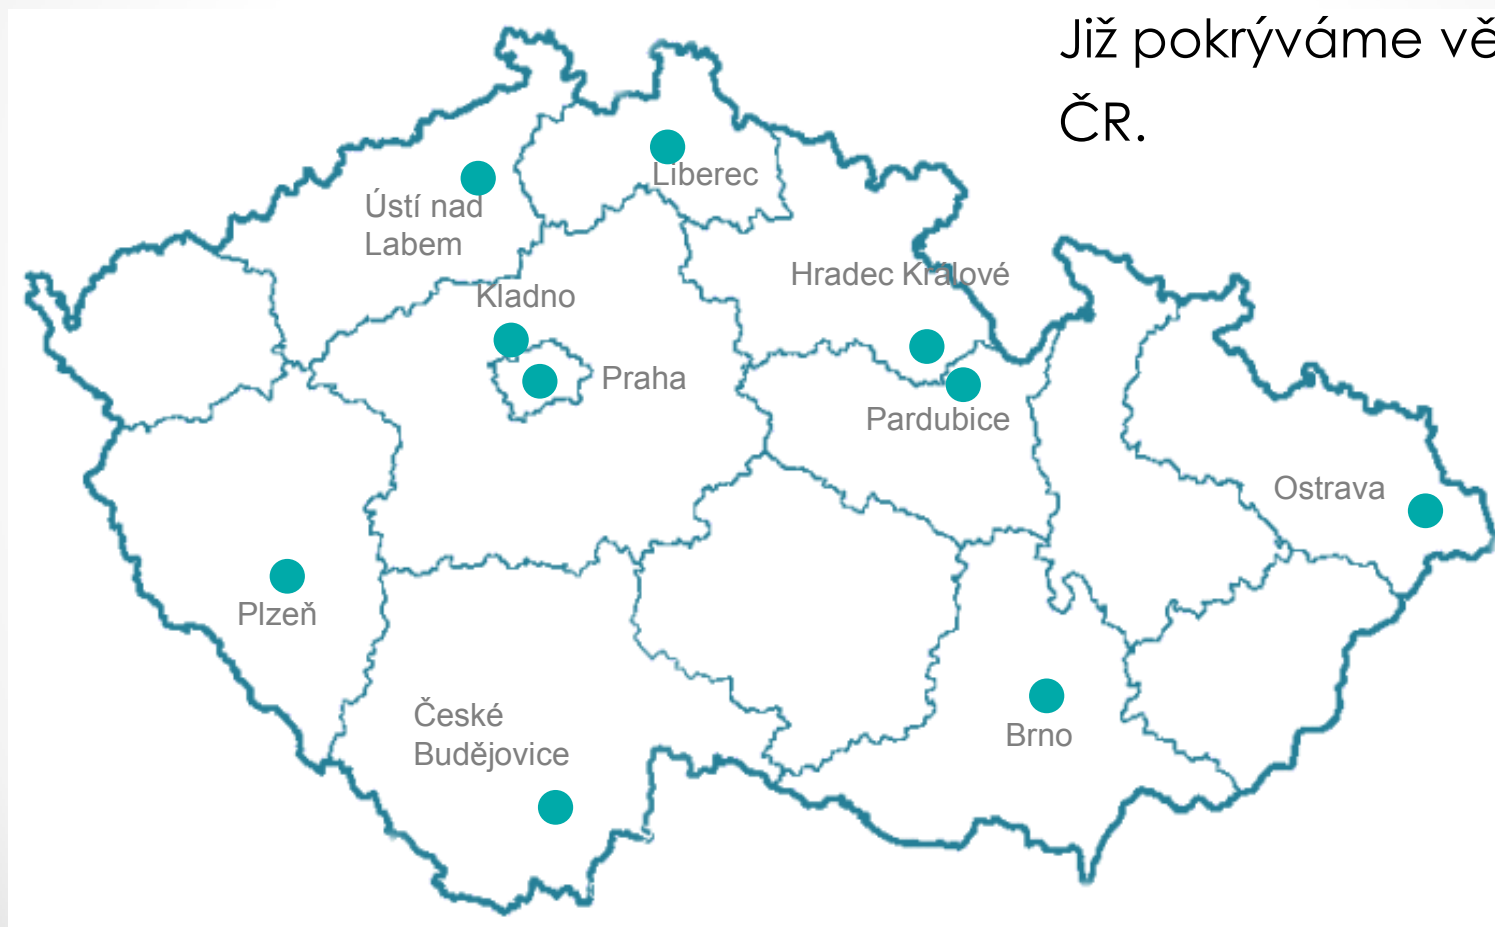 Již pokrýváme vě
ČR.
Liberec
Ústí nad
Labem
Hradec Králové
Kladno
Praha
Pardubice
Ostrava
Plzeň
České
Budějovice
Brno